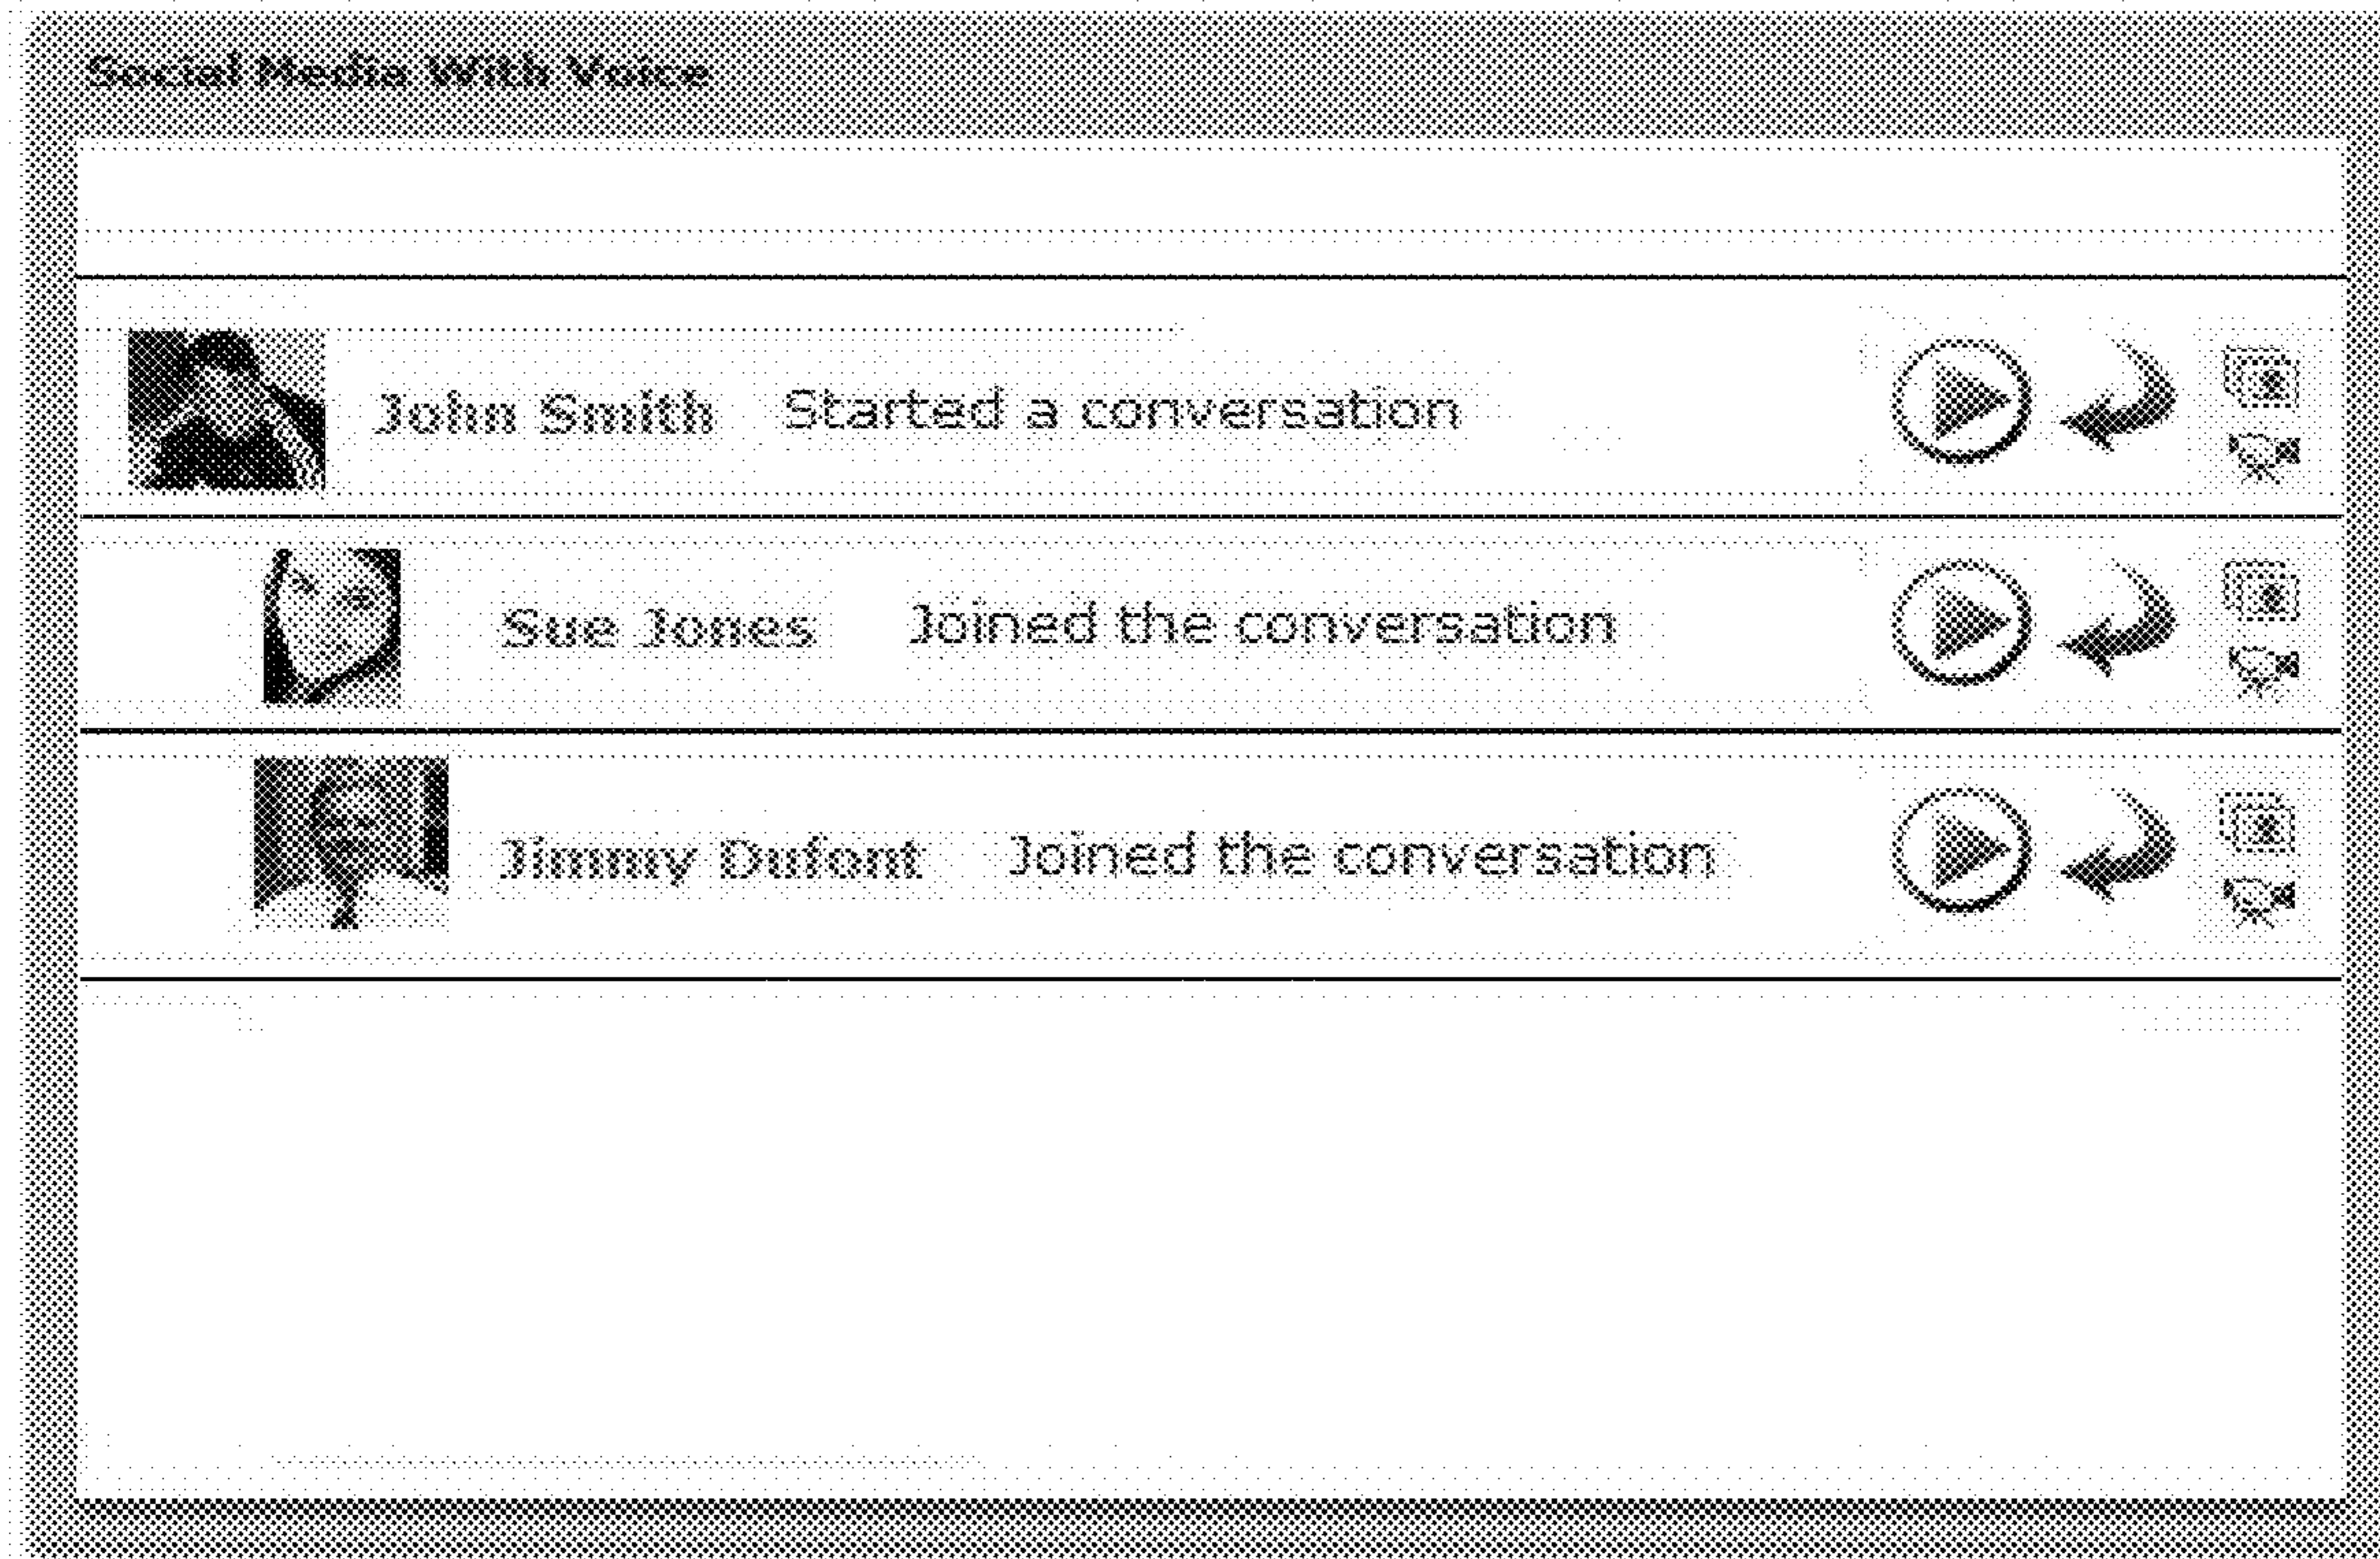 Social Media With Voice
John Smith Started a conversation
Sue Jones Joined the conversation
Jimmy Dufont Joined the conversation